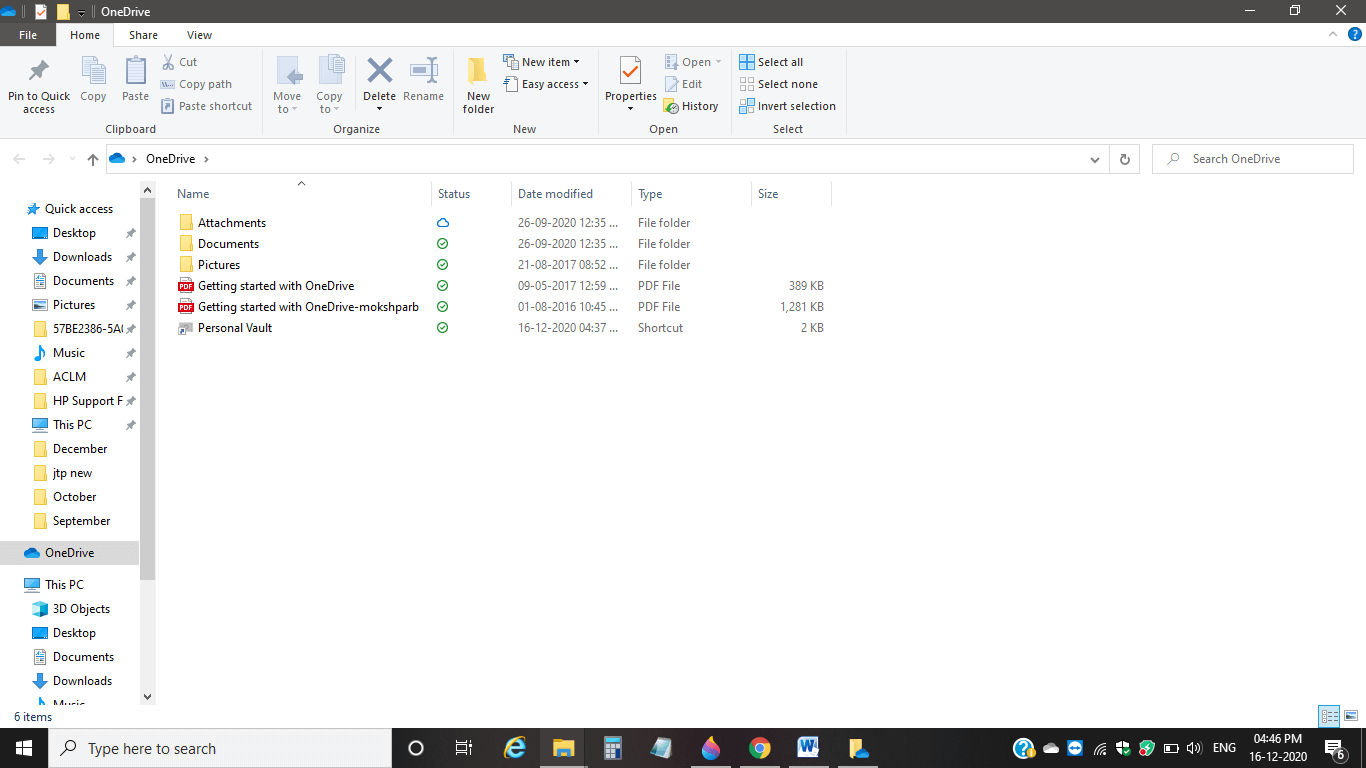 OneDrive
File Home Share View
Pin to Quick access
Copy
Paste
Cut
Copy path
Paste shortcut
Clipboard
Move to
Copy to
Delete
Rename
Organize
New folder
New item
Easy access
New
Properties
Open
Edit
History
Open
Select all
Select none
Invert selection
Select
OneDrive
Search OneDrive
Quick access
Desktop
Downloads
Documents
Pictures
57BE2386-5A
Music
ACLM
HP Support F
This PC
December
jtp new
October
September
OneDrive
This PC
3D Objects
Desktop
Documents
Downloads
Music
Name Status Date modified Type Size
Attachments 26-09-2020 12:35 ... File folder
Documents 26-09-2020 12:35 ... File folder
Pictures 21-08-2017 08:52 ... File folder
PDF Getting started with OneDrive 09-05-2017 12:59 ... PDF File 389 KB
PDF Getting started with OneDrive-mokshparb 01-08-2016 10:45 ... PDF File 1,281 KB
Personal Vault 16-12-2020 04:37 ... Shortcut 2 KB
6 items
Type here to search
ENG
04:46 PM
16-12-2020
6